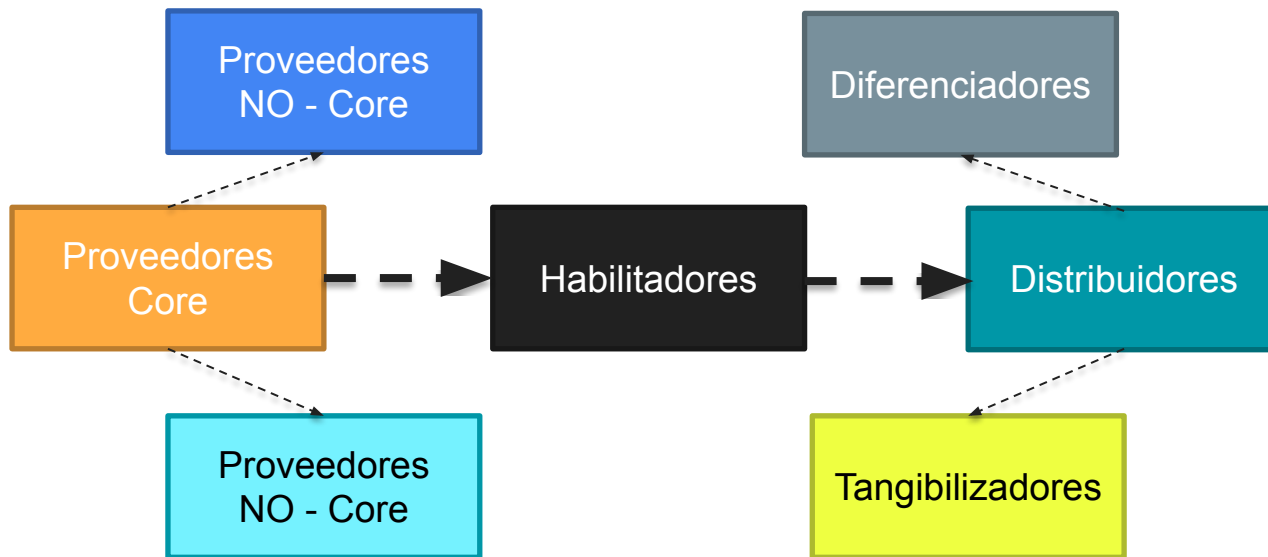 Proveedores
NO - Core
Diferenciadores
Proveedores
Core
Habilitadores
Distribuidores
Proveedores
NO - Core
Tangibilizadores